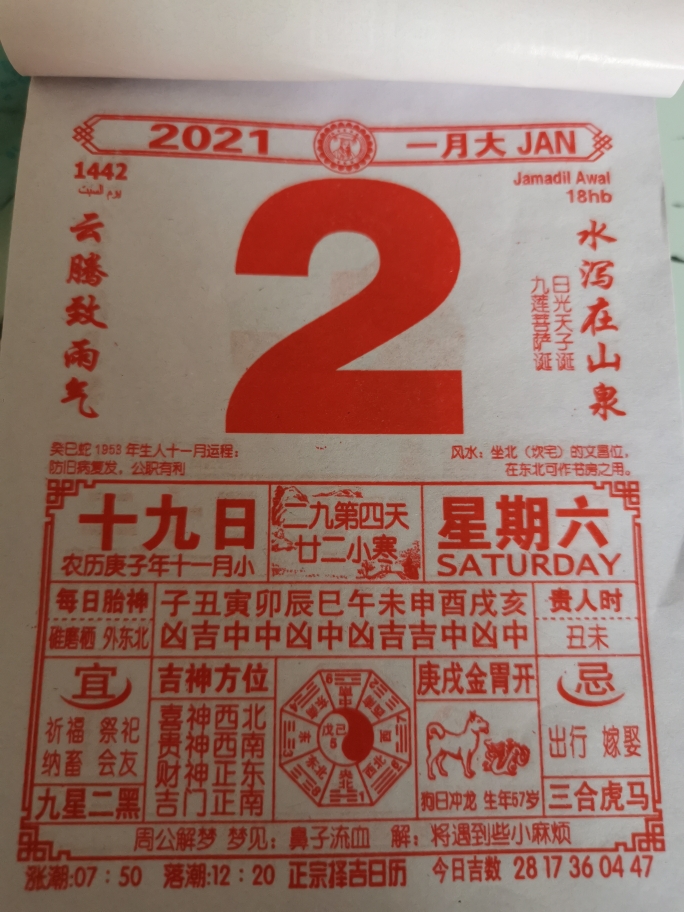 2021 一月大 JAN
1442
يوم السبت
Jamadil Awal
18hb
云腾致雨气
2
水泻在山泉
日光天子诞
九莲菩萨诞
癸巳蛇1953年生人十一月运程：
防旧病复发，公职有利
风水：坐北（坎宅）的文昌位，
在东北可作书房之用。
十九日
农历庚子年十一月小
二九第四天
廿二小寒
星期六
SATURDAY
每日胎神
碓磨栖 外东北
子丑寅卯辰巳午未申酉戌亥
凶吉中中凶中凶吉吉中凶中
贵人时
丑未
宜
祈福 祭祀
纳畜 会友
九星二黑
吉神方位
喜神西北
贵神西南
财神正东
吉门正南
戊己
5
庚戌金胃开
狗日冲龙 生年57岁
忌
出行 嫁娶
三合虎马
周公解梦 梦见：鼻子流血 解：将遇到些小麻烦
涨潮:07：50 落潮:12：20 正宗择吉日历 今日吉数 28 17 36 04 47